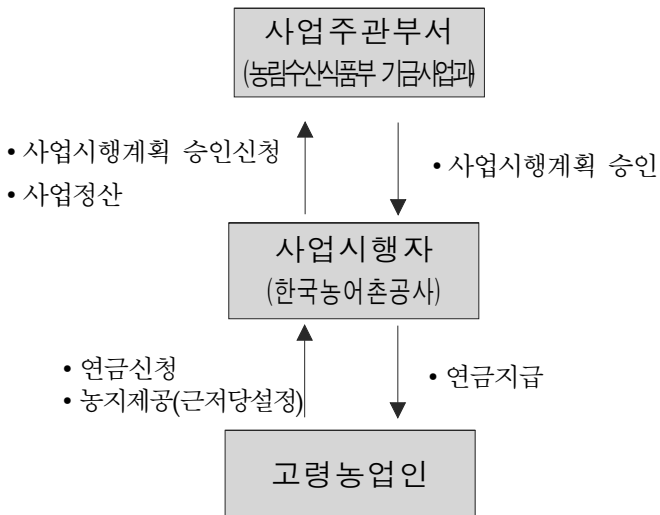 사업주관부서
(농림수산식품부 기금사업과)
• 사업시행계획 승인신청
• 사업정산
• 사업시행계획 승인
사업시행자
(한국농어촌공사)
• 연금신청
• 농지제공(근저당설정)
• 연금지급
고령농업인